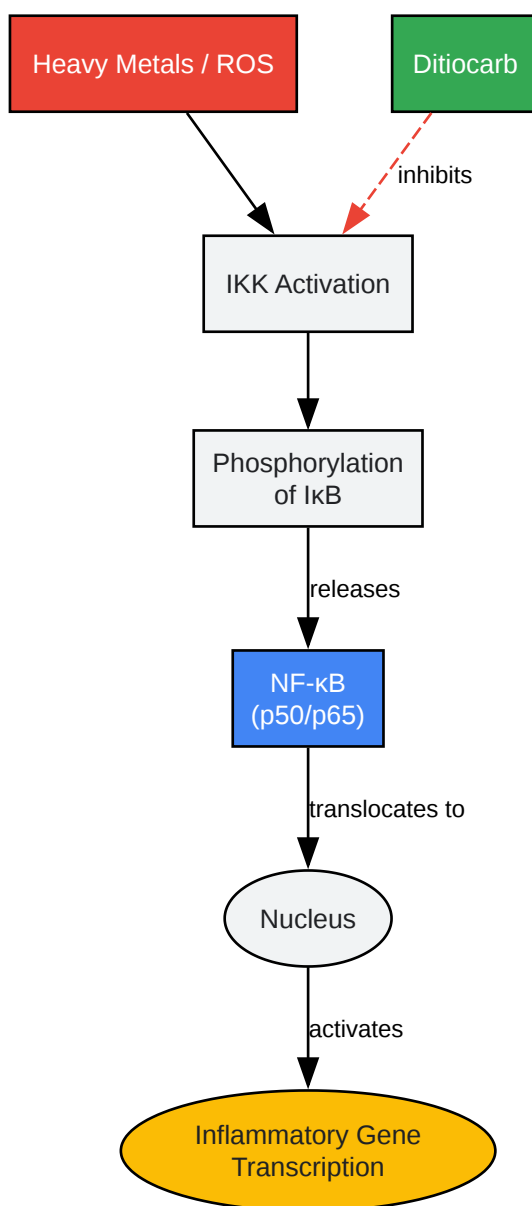 Heavy Metals / ROS
Ditiocarb
inhibits
IKK Activation
Phosphorylation
of IκB
releases
NF-κB
(p50/p65)
translocates to
Nucleus
activates
Inflammatory Gene
Transcription